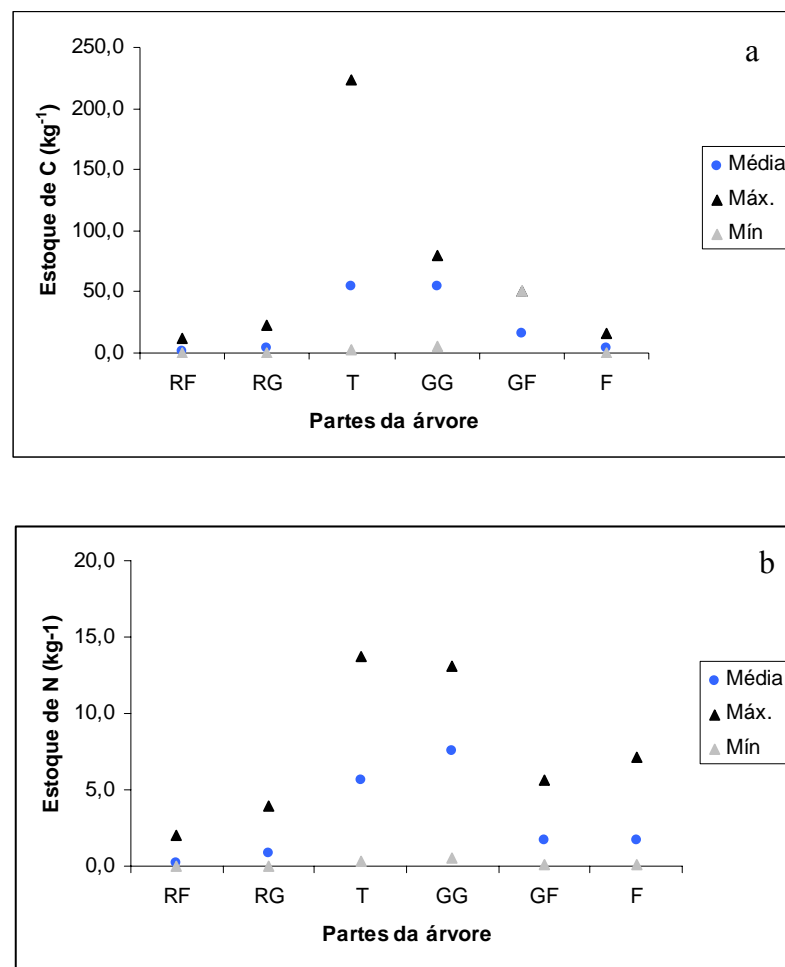 a
250,0
200,0
150,0
100,0
50,0
0,0
Estoque de C (kg⁻¹)
RF RG T GG GF F
Partes da árvore
Média
Máx.
Mín
b
20,0
15,0
10,0
5,0
0,0
Estoque de N (kg-1)
RF RG T GG GF F
Partes da árvore
Média
Máx.
Mín